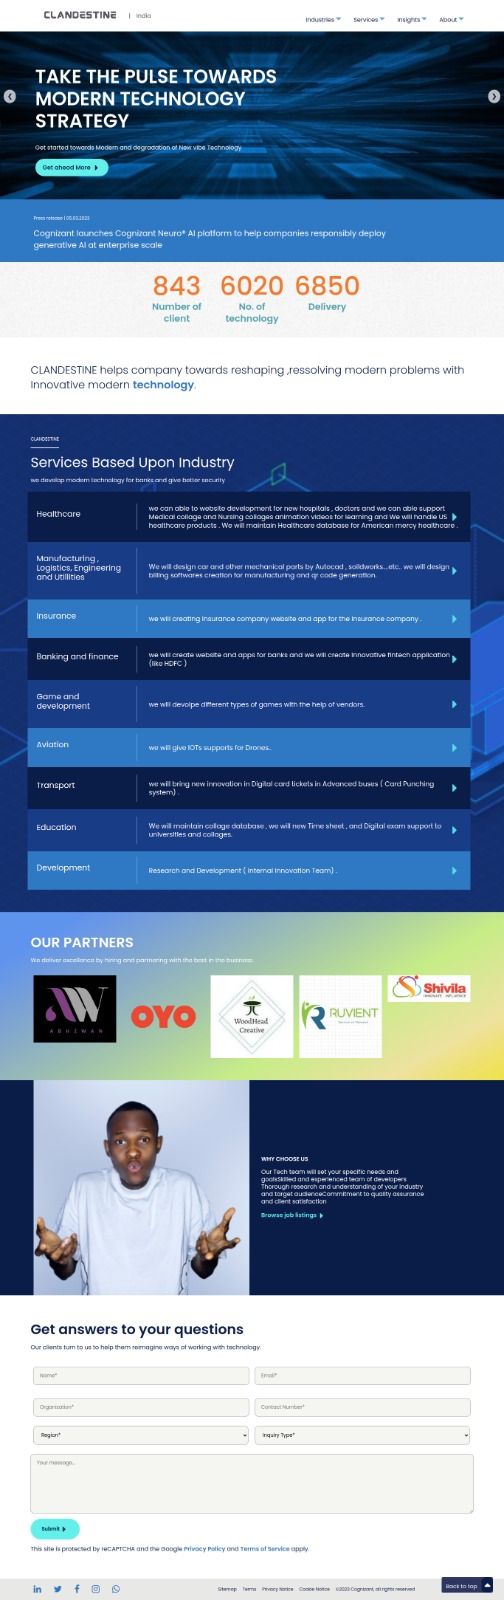 CLANDESTINE | India
Industries Services Insights About
TAKE THE PULSE TOWARDS
MODERN TECHNOLOGY
STRATEGY
Get started towards Modern and degradation of New vibe Technology
Get ahead More
Press release | 05.03.2023
Cognizant launches Cognizant Neuro® AI platform to help companies responsibly deploy
generative AI at enterprise scale
843 6020 6850
Number of client No. of technology Delivery
CLANDESTINE helps company towards reshaping ,ressolving modern problems with
Innovative modern technology.
CLANDESTINE
Services Based Upon Industry
we develop modern technology for banks and give better security
Healthcare
we can able to website development for new hospitals , doctors and we can able support
Medical collage and Nursing collages animation videos for learning and We will handle US
healthcare products . We will maintain Healthcare database for American mercy healthcare .
Manufacturing ,
Logistics, Engineering
and Utillities
We will design car and other mechanical parts by Autocad , soildworks...etc.. we will design
billing softwares creation for manufacturing and qr code generation.
Insurance
we will creating insurance company website and app for the insurance company .
Banking and finance
we will create website and apps for banks and we will create innovative fintech application
(like HDFC )
Game and
development
we will devolpe different types of games with the help of vendors.
Aviation
we will give IOTs supports for Drones..
Transport
we will bring new innovation in Digital card tickets in Advanced buses ( Card Punching
system) .
Education
We will maintain collage database , we will new Time sheet , and Digital exam support to
universities and collages.
Development
Research and Development ( Internal Innovation Team) .
OUR PARTNERS
We deliver excellence by hiring and partnering with the best in the business.
AW
ABHIWAN
OYO
WoodHead
Creative
RUVIENT
Shivila
WHY CHOOSE US
Our Tech team will set your specific needs and
goalsSkilled and experienced team of developers
Thorough research and understanding of your industry
and target audienceCommitment to quality assurance
and client satisfaction
Browse job listings
Get answers to your questions
Our clients turn to us to help them reimagine ways of working with technology.
Name* Email*
Organization* Contact Number*
Region* Inquiry Type*
Your message...
Submit
This site is protected by reCAPTCHA and the Google Privacy Policy and Terms of Service apply.
Sitemap Terms Privacy Notice Cookie Notice ©2023 Cognizant, all rights reserved
Back to top